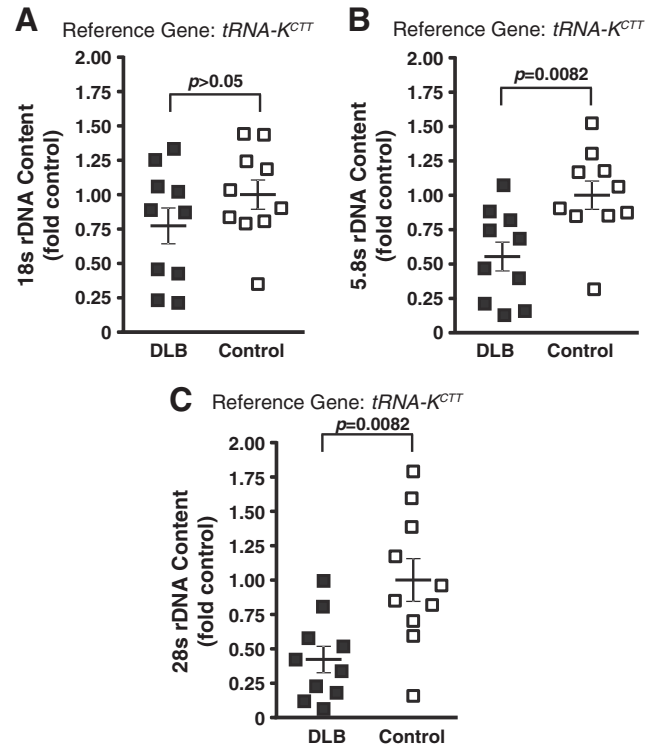 A Reference Gene: tRNA-K^CTT
18s rDNA Content
(fold control)
2.00
1.75
1.50
1.25
1.00
0.75
0.50
0.25
0
p>0.05
DLB Control
B Reference Gene: tRNA-K^CTT
5.8s rDNA Content
(fold control)
2.00
1.75
1.50
1.25
1.00
0.75
0.50
0.25
0
p=0.0082
DLB Control
C Reference Gene: tRNA-K^CTT
28s rDNA Content
(fold control)
2.00
1.75
1.50
1.25
1.00
0.75
0.50
0.25
0
p=0.0082
DLB Control